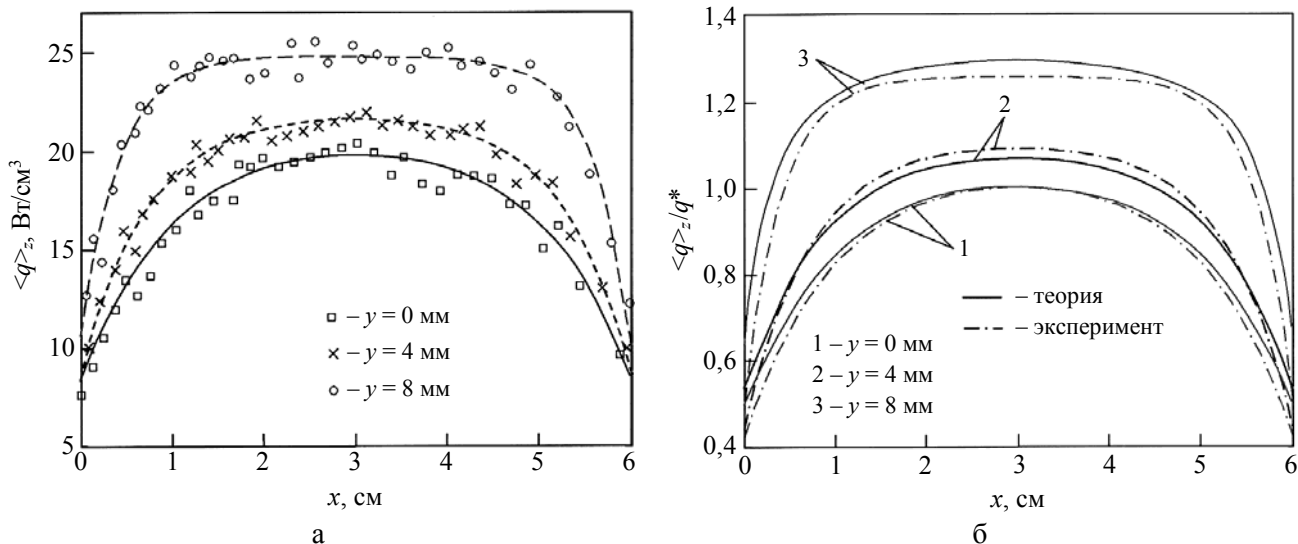 25
20
15
10
5
0
1
2
3
4
5
6
<q>z, Вт/см³
x, см
□ – y = 0 мм
× – y = 4 мм
○ – y = 8 мм
а
1,4
1,2
1,0
0,8
0,6
0,4
0
1
2
3
4
5
6
<q>z/q*
x, см
3
2
1
– теория
– эксперимент
1 – y = 0 мм
2 – y = 4 мм
3 – y = 8 мм
б